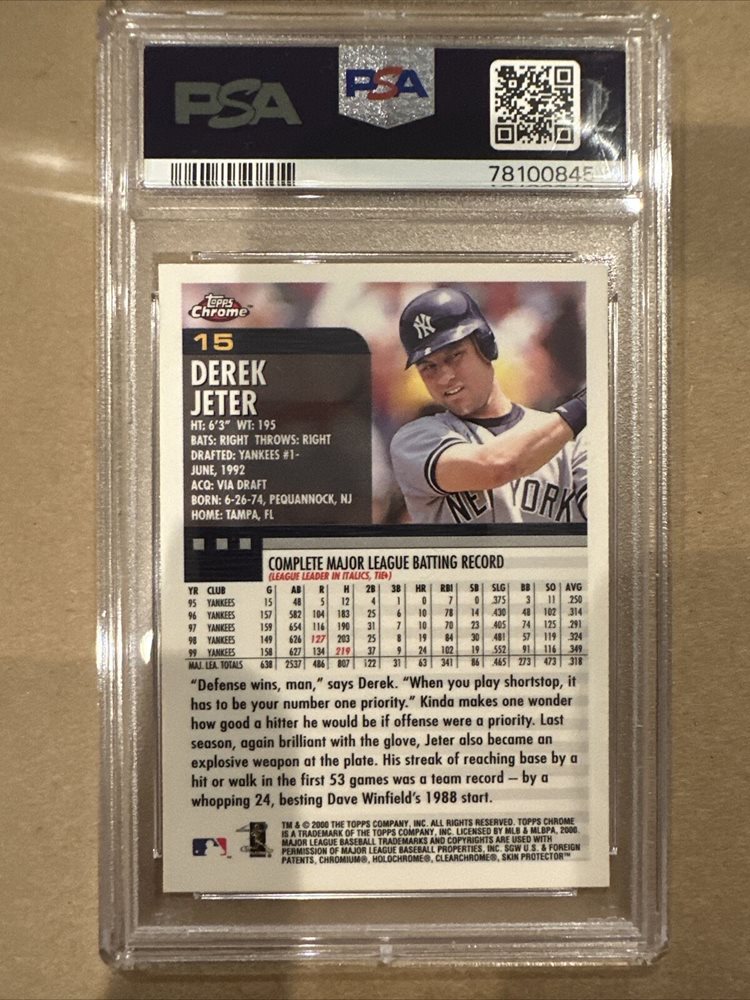 PSA PSA
78100845
Topps
Chrome™
15
DEREK
JETER
HT: 6'3" WT: 195
BATS: RIGHT THROWS: RIGHT
DRAFTED: YANKEES #1-
JUNE, 1992
ACQ: VIA DRAFT
BORN: 6-26-74, PEQUANNOCK, NJ
HOME: TAMPA, FL
NY
NEW YORK
COMPLETE MAJOR LEAGUE BATTING RECORD
(LEAGUE LEADER IN ITALICS, TIE♦)
YR CLUB G AB R H 2B 3B HR RBI SB SLG BB SO AVG
95 YANKEES 15 48 5 12 4 1 0 7 0 .375 3 11 .250
96 YANKEES 157 582 104 183 25 6 10 78 14 .430 48 102 .314
97 YANKEES 159 654 116 190 31 7 10 70 23 .405 74 125 .291
98 YANKEES 149 626 127 203 25 8 19 84 30 .481 57 119 .324
99 YANKEES 158 627 134 219 37 9 24 102 19 .552 91 116 .349
MAJ. LEA. TOTALS 638 2537 486 807 122 31 63 341 86 .465 273 473 .318
"Defense wins, man," says Derek. "When you play shortstop, it
has to be your number one priority." Kinda makes one wonder
how good a hitter he would be if offense were a priority. Last
season, again brilliant with the glove, Jeter also became an
explosive weapon at the plate. His streak of reaching base by a
hit or walk in the first 53 games was a team record – by a
whopping 24, besting Dave Winfield's 1988 start.
TM & © 2000 THE TOPPS COMPANY, INC. ALL RIGHTS RESERVED. TOPPS CHROME
IS A TRADEMARK OF THE TOPPS COMPANY, INC. LICENSED BY MLB & MLBPA, 2000.
MAJOR LEAGUE BASEBALL TRADEMARKS AND COPYRIGHTS ARE USED WITH
PERMISSION OF MAJOR LEAGUE BASEBALL PROPERTIES, INC. SGW U.S. & FOREIGN
PATENTS, CHROMIUM®, HOLOCHROME®, CLEARCHROME®, SKIN PROTECTOR™